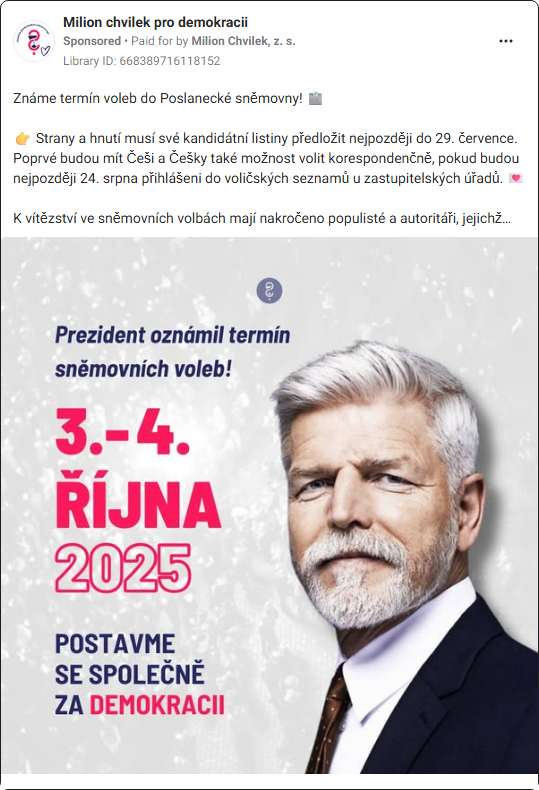 Milion chvilek pro demokracii
Sponsored • Paid for by Milion Chvilek, z. s.
Library ID: 668389716118152
Známe termín voleb do Poslanecké sněmovny! 🗳️
👉 Strany a hnutí musí své kandidátní listiny předložit nejpozději do 29. července.
Poprvé budou mít Češi a Češky také možnost volit korespondenčně, pokud budou
nejpozději 24. srpna přihlášeni do voličských seznamů u zastupitelských úřadů. 💌
K vítězství ve sněmovních volbách mají nakročeno populisté a autoritáři, jejichž…
Prezident oznámil termín
sněmovních voleb!
3.-4.
ŘÍJNA
2025
POSTAVME
SE SPOLEČNĚ
ZA DEMOKRACII